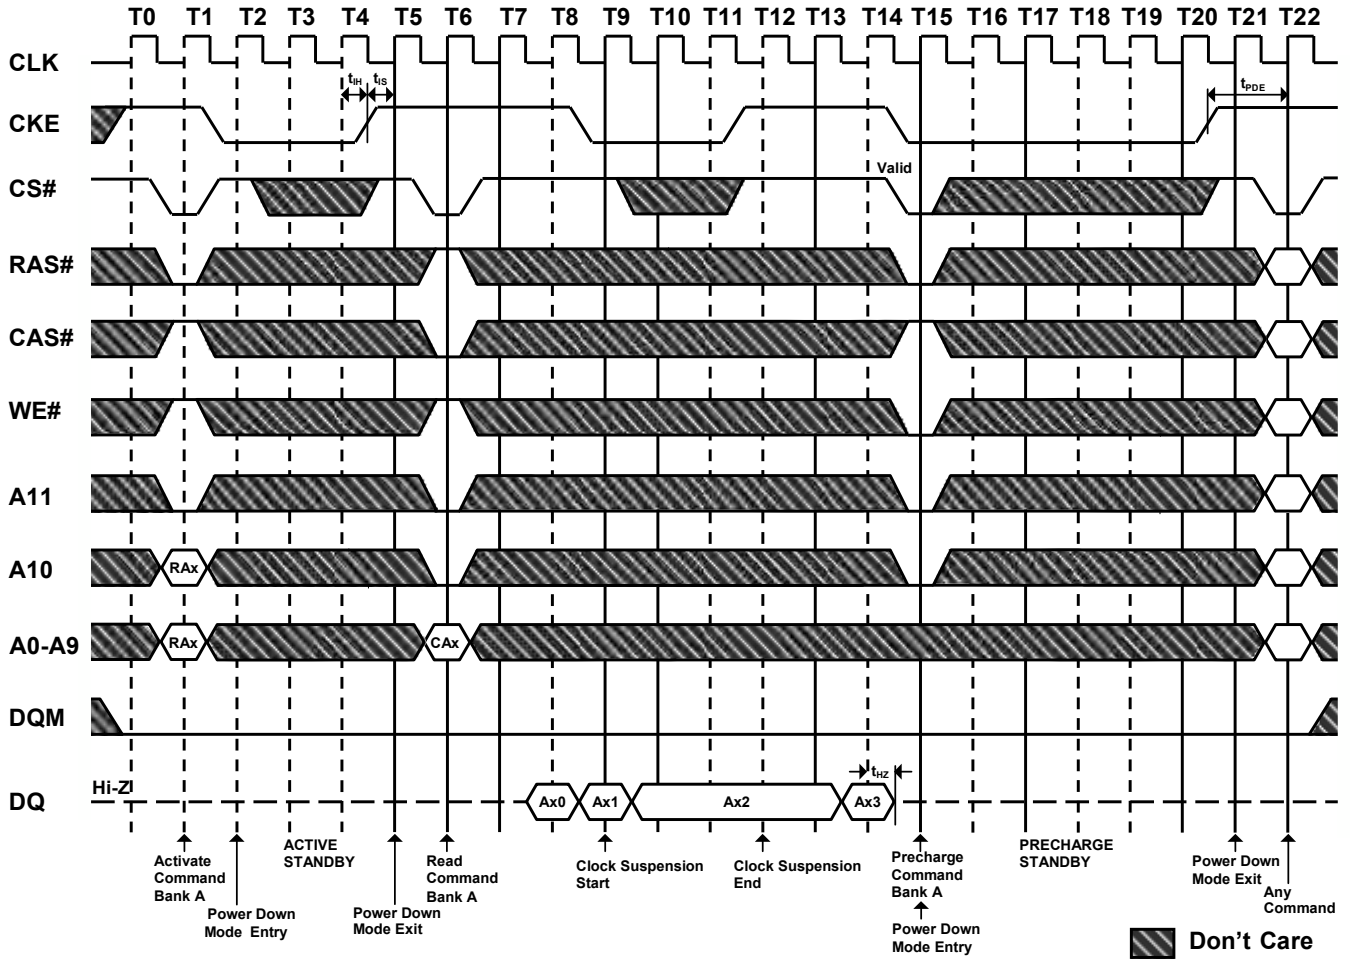 T0 T1 T2 T3 T4 T5 T6 T7 T8 T9 T10 T11 T12 T13 T14 T15 T16 T17 T18 T19 T20 T21 T22
CLK
tIH tIS
tPDE
CKE
Valid
CS#
RAS#
CAS#
WE#
A11
A10
RAx
A0-A9
RAx
CAx
DQM
Hi-Z
tHZ
DQ
Ax0
Ax1
Ax2
Ax3
Activate
Command
Bank A
Power Down
Mode Entry
ACTIVE
STANDBY
Power Down
Mode Exit
Read
Command
Bank A
Clock Suspension
Start
Clock Suspension
End
Precharge
Command
Bank A
Power Down
Mode Entry
PRECHARGE
STANDBY
Power Down
Mode Exit
Any
Command
Don't Care